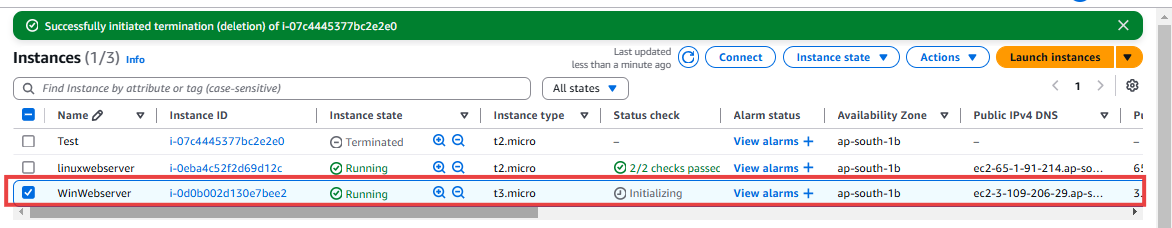 Successfully initiated termination (deletion) of i-07c4445377bc2e2e0
Instances (1/3) Info
Last updated
less than a minute ago
Connect
Instance state
Actions
Launch instances
Find Instance by attribute or tag (case-sensitive)
All states
1
Name Instance ID Instance state Instance type Status check Alarm status Availability Zone Public IPv4 DNS Pu
Test i-07c4445377bc2e2e0 Terminated t2.micro – View alarms + ap-south-1b –
linuxwebserver i-0eba4c52f2d69d12c Running t2.micro 2/2 checks passed View alarms + ap-south-1b ec2-65-1-91-214.ap-so... 65
WinWebserver i-0d0b002d130e7bee2 Running t3.micro Initializing View alarms + ap-south-1b ec2-3-109-206-29.ap-s... 3.